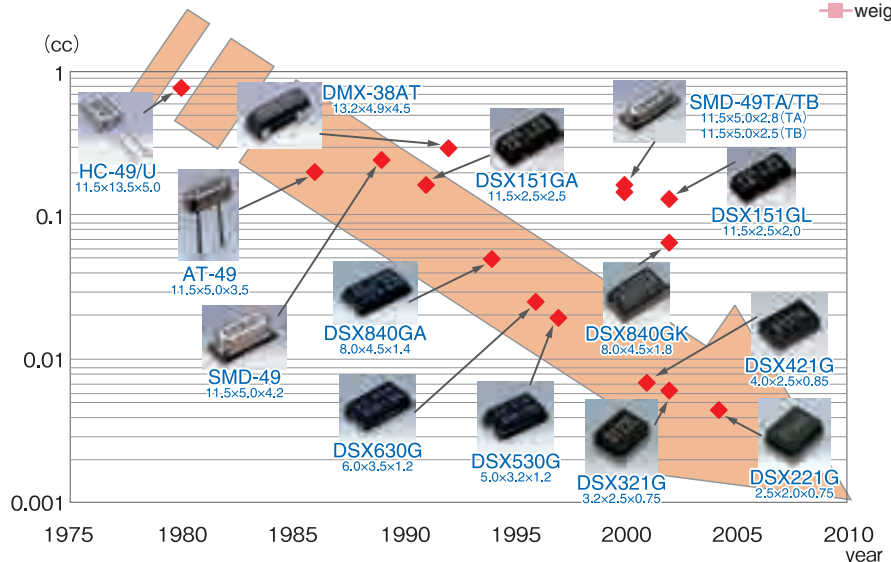 weig
(cc)
1
0.1
0.01
0.001
HC-49/U
11.5×13.5×5.0
AT-49
11.5×5.0×3.5
SMD-49
11.5×5.0×4.2
DMX-38AT
13.2×4.9×4.5
DSX151GA
11.5×2.5×2.5
SMD-49TA/TB
11.5×5.0×2.8(TA)
11.5×5.0×2.5(TB)
DSX151GL
11.5×2.5×2.0
DSX840GA
8.0×4.5×1.4
DSX630G
6.0×3.5×1.2
DSX530G
5.0×3.2×1.2
DSX840GK
8.0×4.5×1.8
DSX421G
4.0×2.5×0.85
DSX321G
3.2×2.5×0.75
DSX221G
2.5×2.0×0.75
1975 1980 1985 1990 1995 2000 2005 2010
year